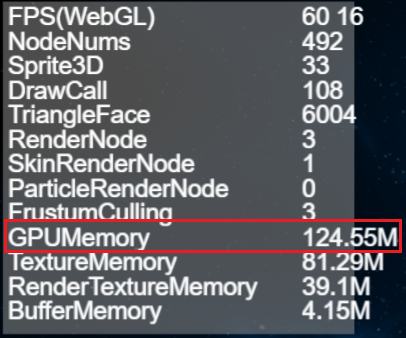 FPS(WebGL) 60 16
NodeNums 492
Sprite3D 33
DrawCall 108
TriangleFace 6004
RenderNode 3
SkinRenderNode 1
ParticleRenderNode 0
FrustumCulling 3
GPUMemory 124.55M
TextureMemory 81.29M
RenderTextureMemory 39.1M
BufferMemory 4.15M